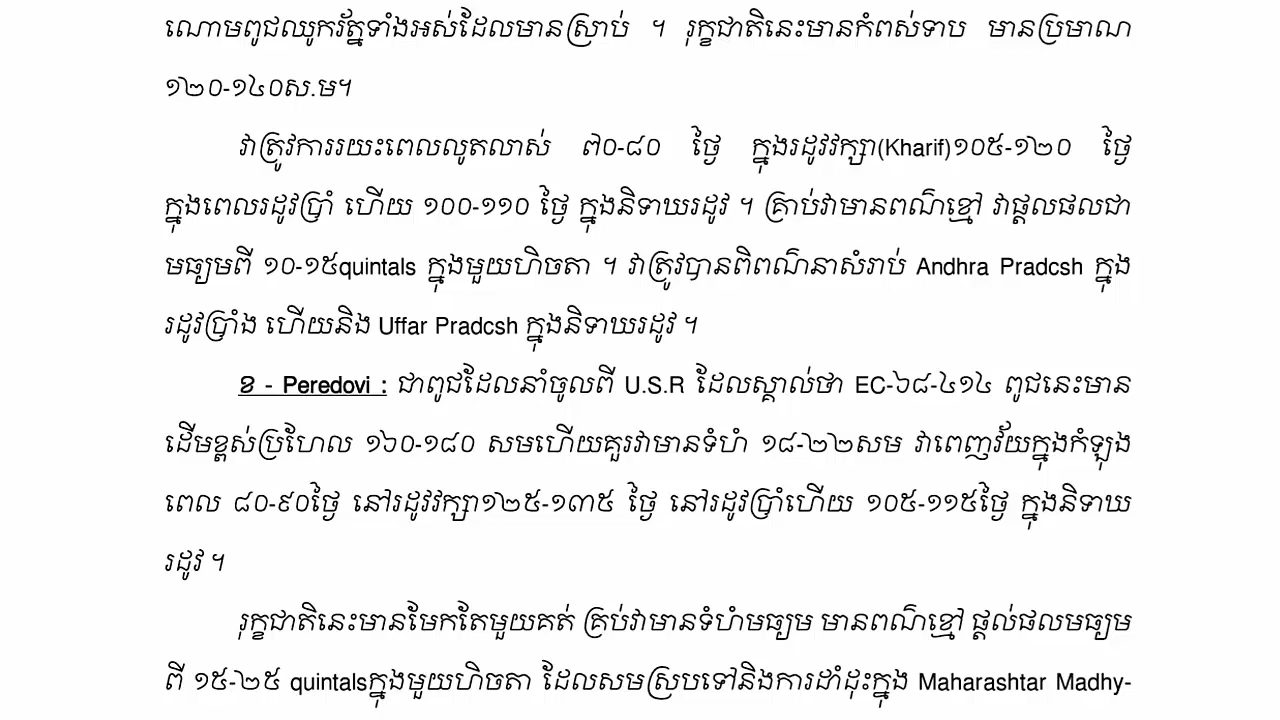 ណោមពូជឈូករ័ត្នទាំងអស់ដែលមានស្រាប់ ។ រុក្ខជាតិនេះមានកំពស់ទាប មានប្រមាណ
១២០-១៤០ស.ម។
វាត្រូវការរយះពេលលូតលាស់ ៧០-៨០ ថ្ងៃ ក្នុងរដូវវក្សា(Kharif)១០៥-១២០ ថ្ងៃ
ក្នុងពេលរដូវប្រាំ ហើយ ១០០-១១០ ថ្ងៃ ក្នុងនិទាឃរដូវ ។ គ្រាប់វាមានពណ៌ខ្មៅ វាផ្តលផលជា
មធ្យមពី ១០-១៥quintals ក្នុងមួយហិចតា ។ វាត្រូវបានពិពណ៌នាសំរាប់ Andhra Pradcsh ក្នុង
រដូវប្រាំង ហើយនិង Uffar Pradcsh ក្នុងនិទាឃរដូវ ។
ខ - Peredovi : ជាពូជដែលនាំចូលពី U.S.R ដែលស្គាល់ថា EC-៦៨-៤១៤ ពូជនេះមាន
ដើមខ្ពស់ប្រហែល ១៦០-១៨០ សមហើយគួរវាមានទំហំ ១៨-២២សម វាពេញវ័យក្នុងកំឡុង
ពេល ៨០-៩០ថ្ងៃ នៅរដូវវក្សា១២៥-១៣៥ ថ្ងៃ នៅរដូវប្រាំហើយ ១០៥-១១៥ថ្ងៃ ក្នុងនិទាឃ
រដូវ ។
រុក្ខជាតិនេះមានមែកតែមួយគត់ គ្រប់វាមានទំហំមធ្យម មានពណ៌ខ្មៅ ផ្តល់ផលមធ្យម
ពី ១៥-២៥ quintalsក្នុងមួយហិចតា ដែលសមស្របទៅនិងការដាំដុះក្នុង Maharashtar Madhy-